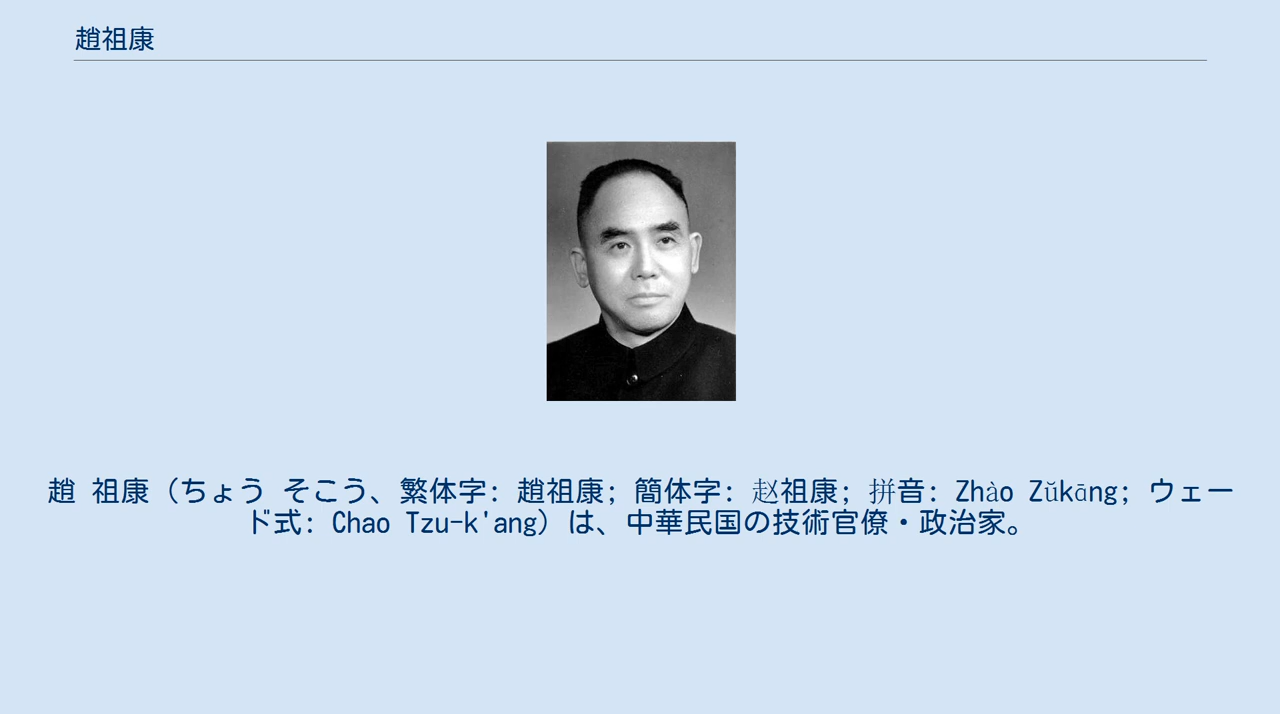 趙祖康
趙 祖康（ちょう そこう、繁体字: 趙祖康; 簡体字: 赵祖康; 拼音: Zhào Zǔkāng; ウェー
ド式: Chao Tzu-k'ang）は、中華民国の技術官僚・政治家。